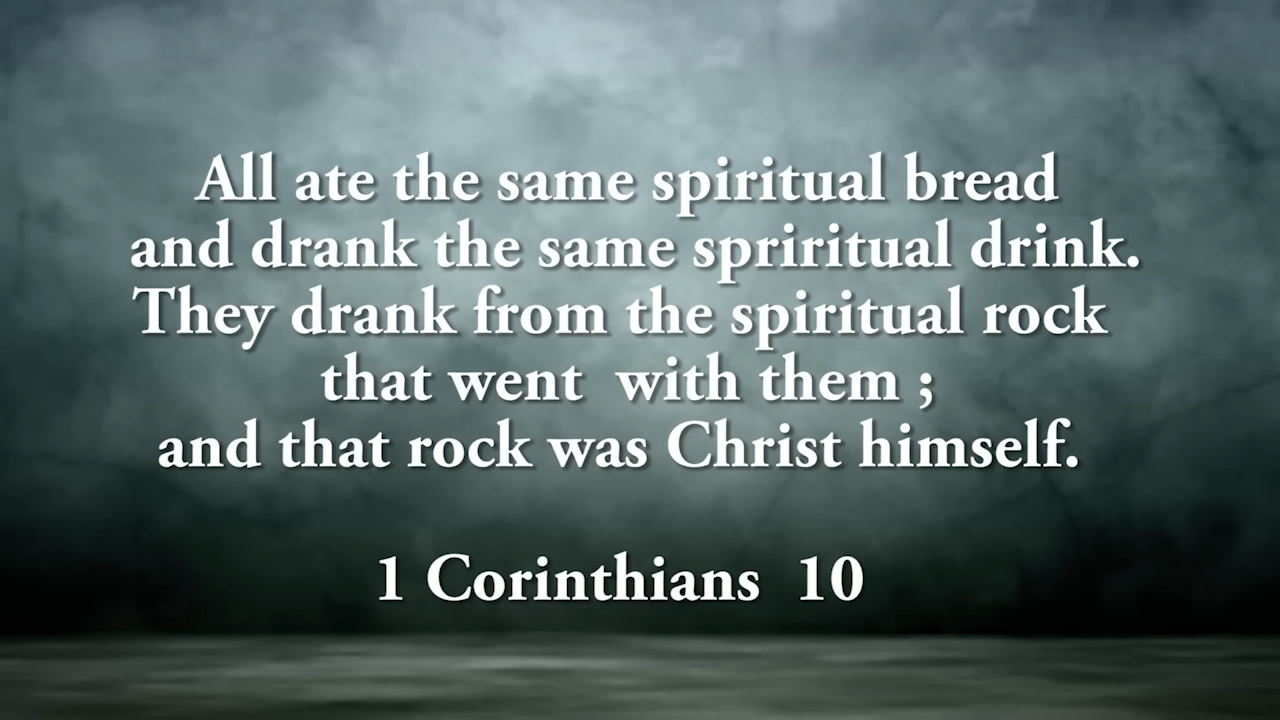 All ate the same spiritual bread
and drank the same spriritual drink.
They drank from the spiritual rock
that went  with them ;
and that rock was Christ himself.
1 Corinthians  10